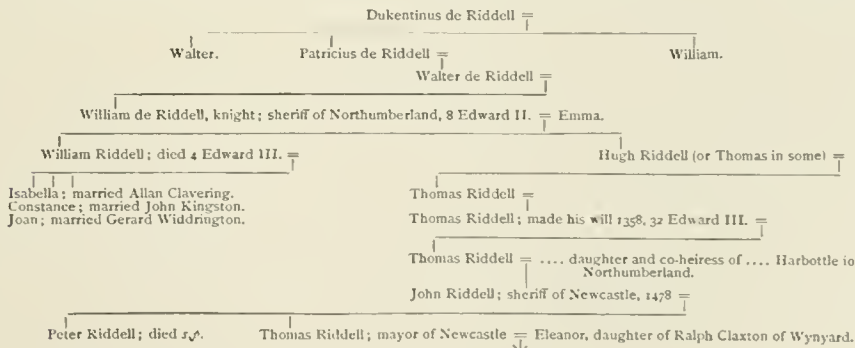 Dukentinus de Riddell =
Walter. Patricius de Riddell = William.
Walter de Riddell =
William de Riddell, knight; sheriff of Northumberland, 8 Edward II. = Emma.
William Riddell; died 4 Edward III. = Hugh Riddell (or Thomas in some) =
Isabella; married Allan Clavering.
Constance; married John Kingston.
Joan; married Gerard Widdrington.
Thomas Riddell =
Thomas Riddell; made his will 1358, 32 Edward III. =
Thomas Riddell = .... daughter and co-heiress of .... Harbottle io
Northumberland.
John Riddell; sheriff of Newcastle, 1478 =
Peter Riddell; died s.p. Thomas Riddell; mayor of Newcastle = Eleanor, daughter of Ralph Claxton of Wynyard.